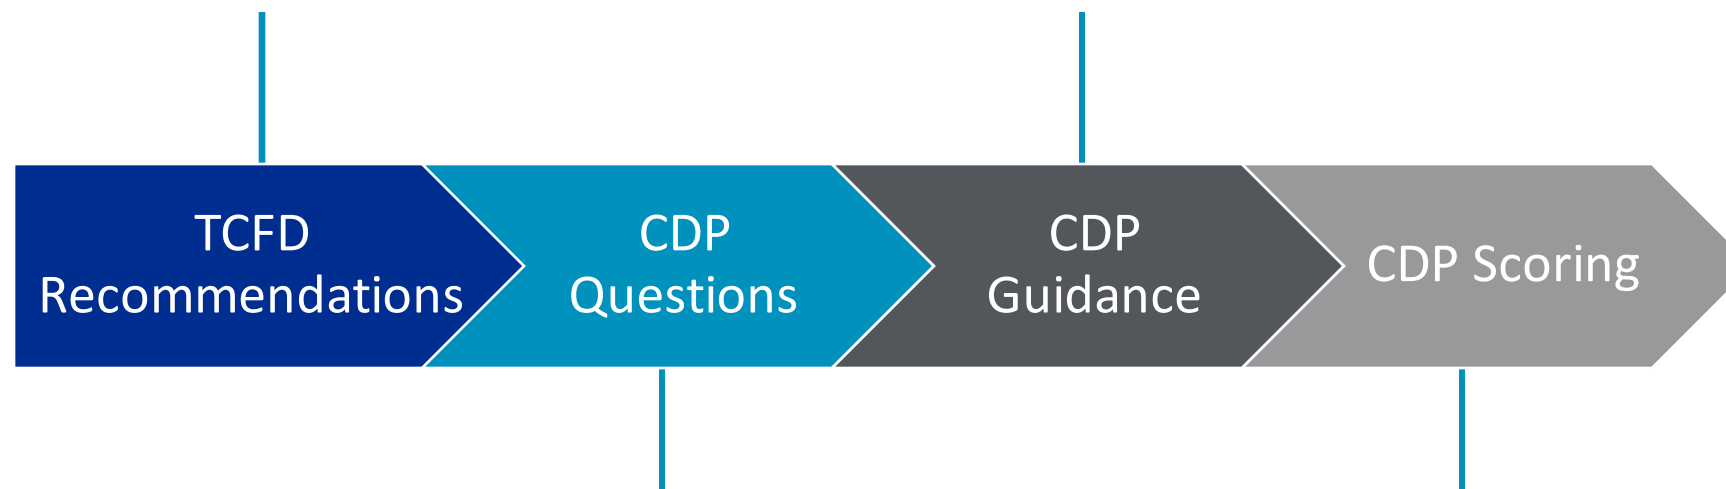 TCFD
Recommendations
CDP
Questions
CDP
Guidance
CDP Scoring